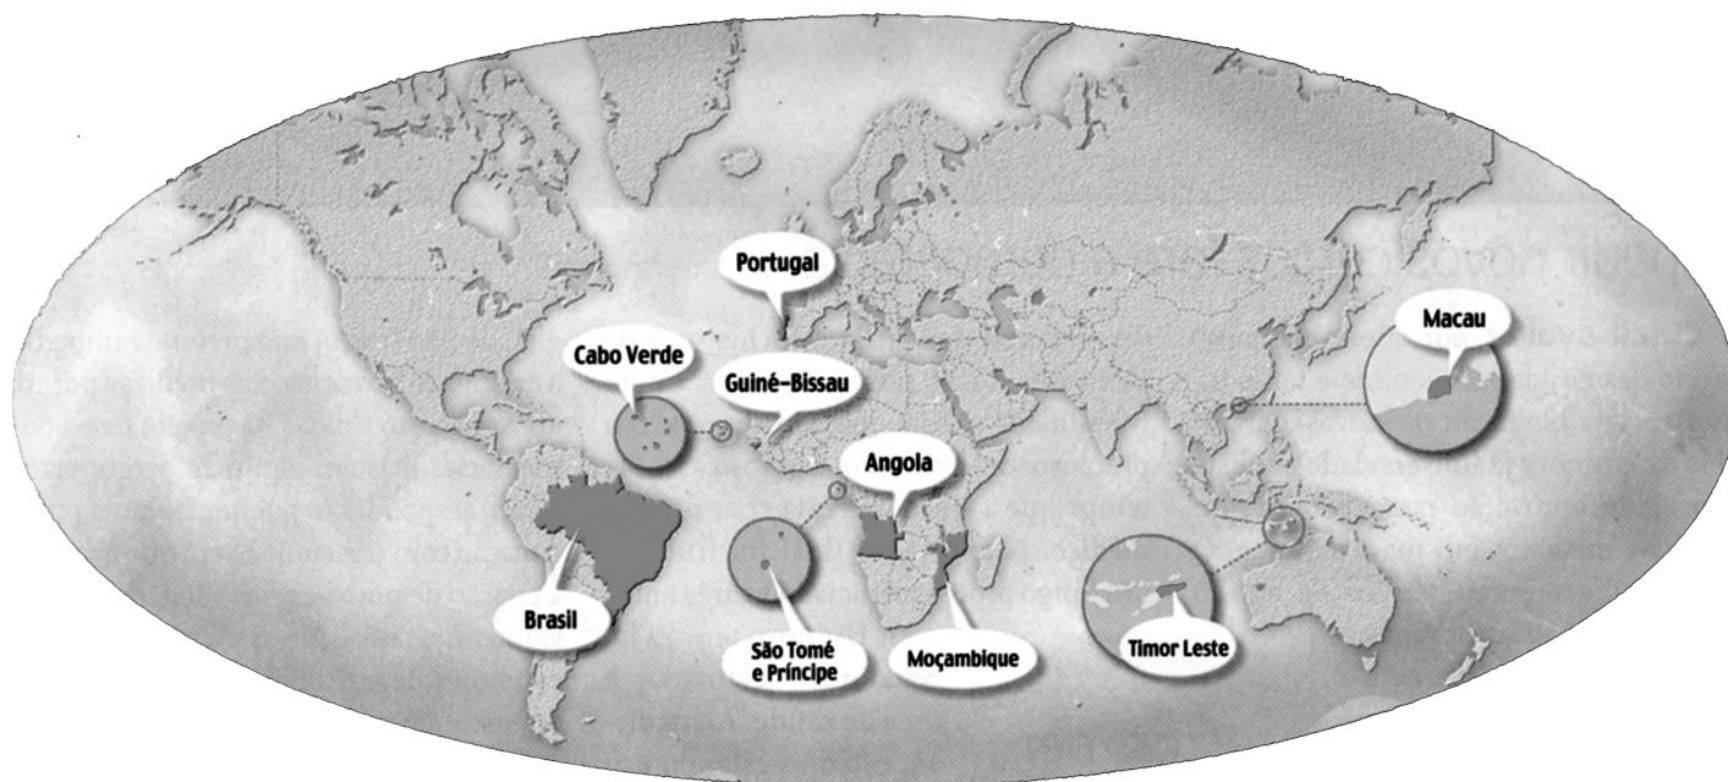 Portugal
Macau
Cabo Verde
Guiné-Bissau
Angola
Brasil
São Tomé
e Príncipe
Moçambique
Timor Leste